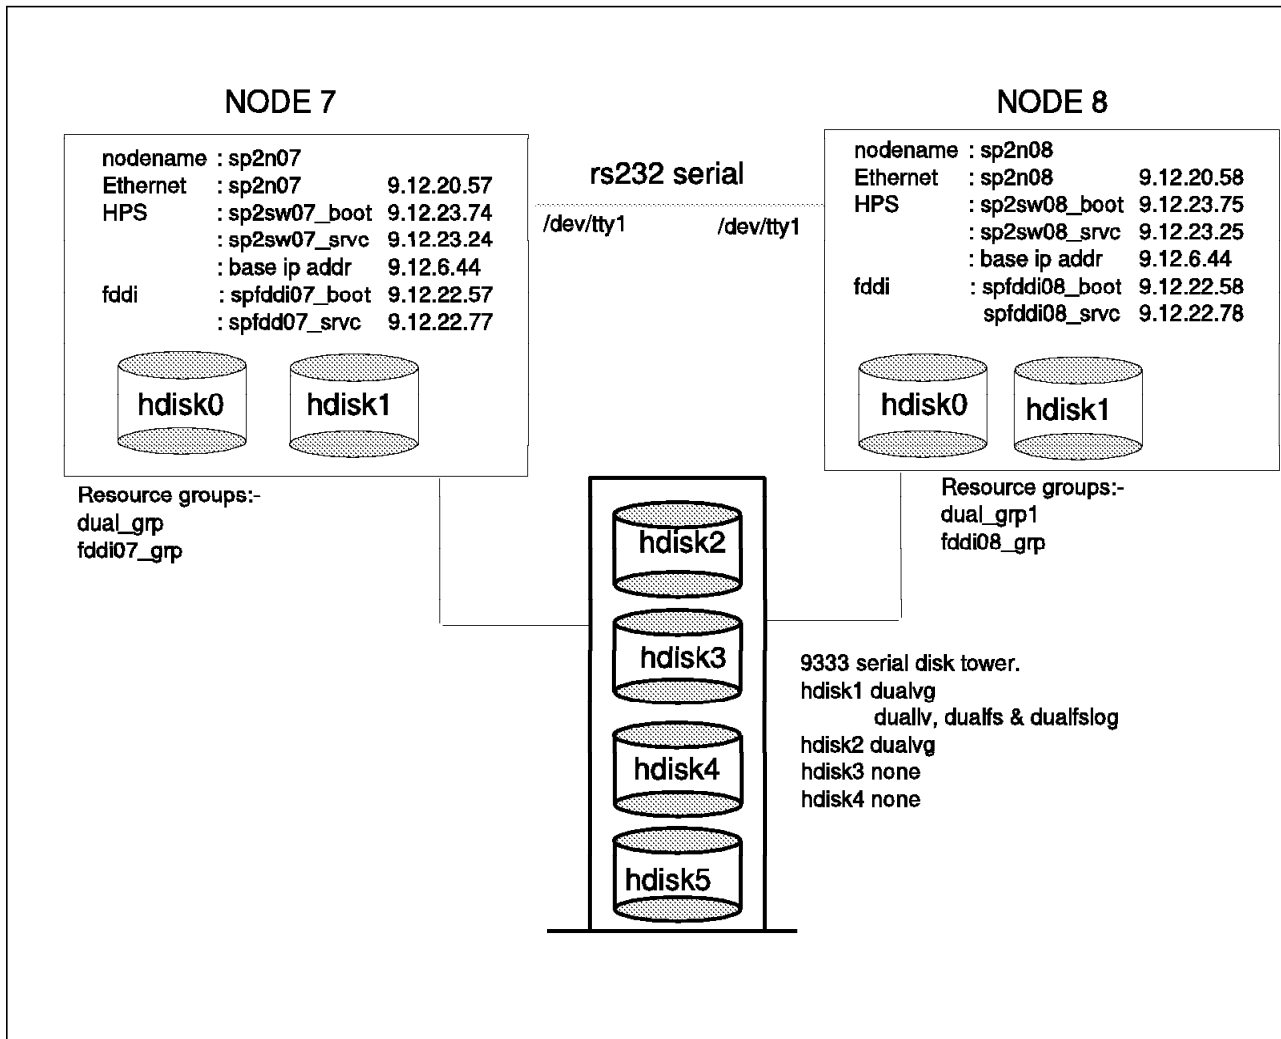 NODE 7
nodename : sp2n07
Ethernet : sp2n07 9.12.20.57
HPS : sp2sw07_boot 9.12.23.74
: sp2sw07_srvc 9.12.23.24
: base ip addr 9.12.6.44
fddi : spfddi07_boot 9.12.22.57
: spfdd07_srvc 9.12.22.77
hdisk0 hdisk1
Resource groups:-
dual_grp
fddi07_grp
rs232 serial
/dev/tty1 /dev/tty1
NODE 8
nodename : sp2n08
Ethernet : sp2n08 9.12.20.58
HPS : sp2sw08_boot 9.12.23.75
: sp2sw08_srvc 9.12.23.25
: base ip addr 9.12.6.44
fddi : spfddi08_boot 9.12.22.58
spfddi08_srvc 9.12.22.78
hdisk0 hdisk1
Resource groups:-
dual_grp1
fddi08_grp
hdisk2
hdisk3
hdisk4
hdisk5
9333 serial disk tower.
hdisk1 dualvg
duallv, dualfs & dualfslog
hdisk2 dualvg
hdisk3 none
hdisk4 none